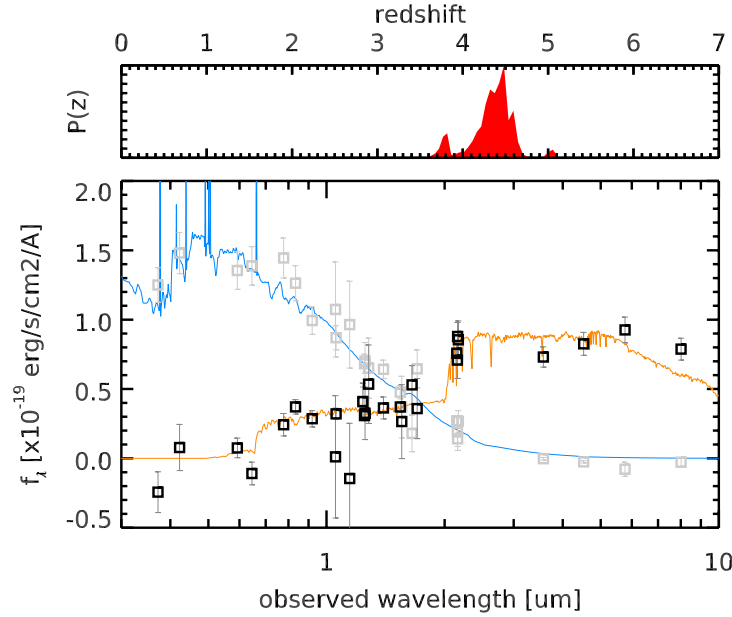 redshift
0 1 2 3 4 5 6 7
P(z)
2.0
1.5
1.0
0.5
0.0
-0.5
fλ [x10⁻¹⁹ erg/s/cm2/A]
1 10
observed wavelength [um]